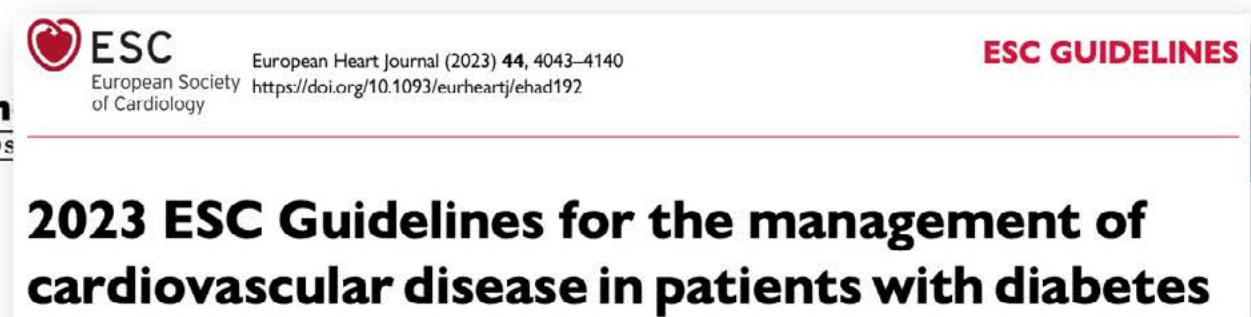 ESC
European Society
of Cardiology
European Heart Journal (2023) 44, 4043–4140
https://doi.org/10.1093/eurheartj/ehad192
ESC GUIDELINES
2023 ESC Guidelines for the management of
cardiovascular disease in patients with diabetes